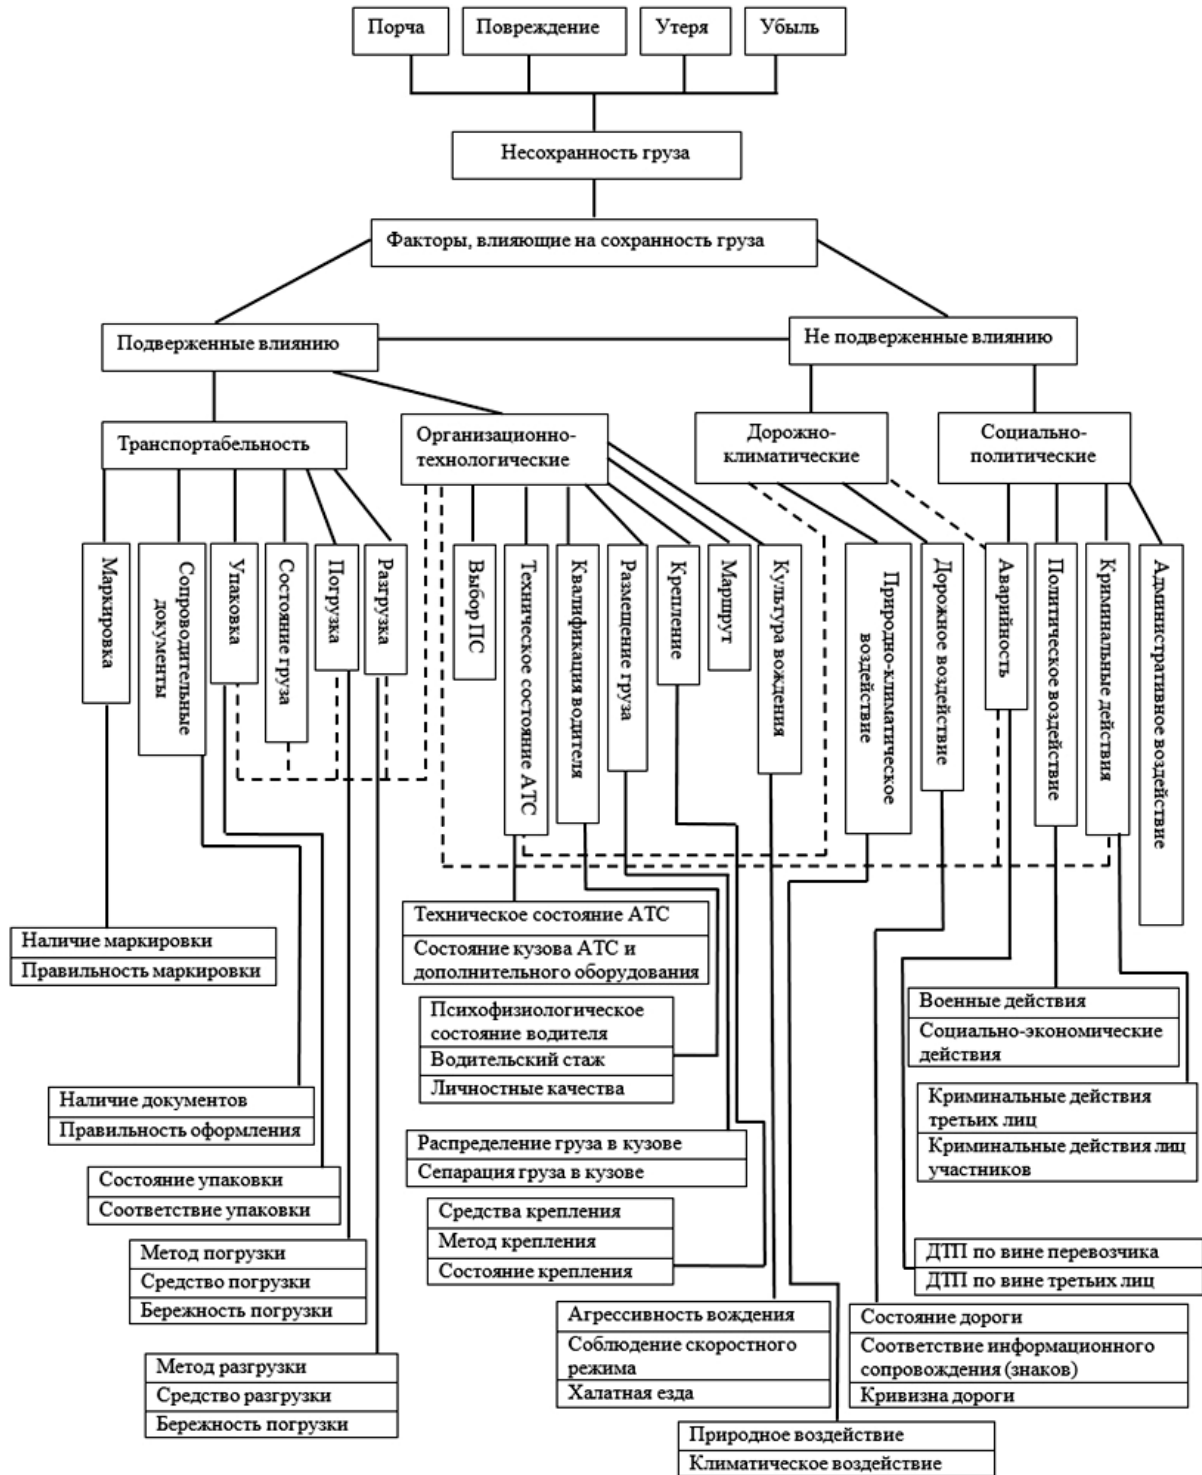 Порча
Повреждение
Утеря
Убыль
Несохранность груза
Факторы, влияющие на сохранность груза
Подверженные влиянию
Не подверженные влиянию
Транспортабельность
Организационно-
технологические
Дорожно-
климатические
Социально-
политические
Маркировка
Сопроводительные
документы
Упаковка
Состояние груза
Погрузка
Разгрузка
Выбор ПС
Техническое состояние АТС
Квалификация водителя
Размещение груза
Крепление
Маршрут
Культура вождения
Природно-климатическое
воздействие
Дорожное воздействие
Аварийность
Политическое воздействие
Криминальные действия
Административное воздействие
Наличие маркировки
Правильность маркировки
Наличие документов
Правильность оформления
Состояние упаковки
Соответствие упаковки
Метод погрузки
Средство погрузки
Бережность погрузки
Метод разгрузки
Средство разгрузки
Бережность погрузки
Техническое состояние АТС
Состояние кузова АТС и
дополнительного оборудования
Психофизиологическое
состояние водителя
Водительский стаж
Личностные качества
Распределение груза в кузове
Сепарация груза в кузове
Средства крепления
Метод крепления
Состояние крепления
Агрессивность вождения
Соблюдение скоростного
режима
Халатная езда
Природное воздействие
Климатическое воздействие
Военные действия
Социально-экономические
действия
Криминальные действия
третьих лиц
Криминальные действия лиц
участников
ДТП по вине перевозчика
ДТП по вине третьих лиц
Состояние дороги
Соответствие информационного
сопровождения (знаков)
Кривизна дороги